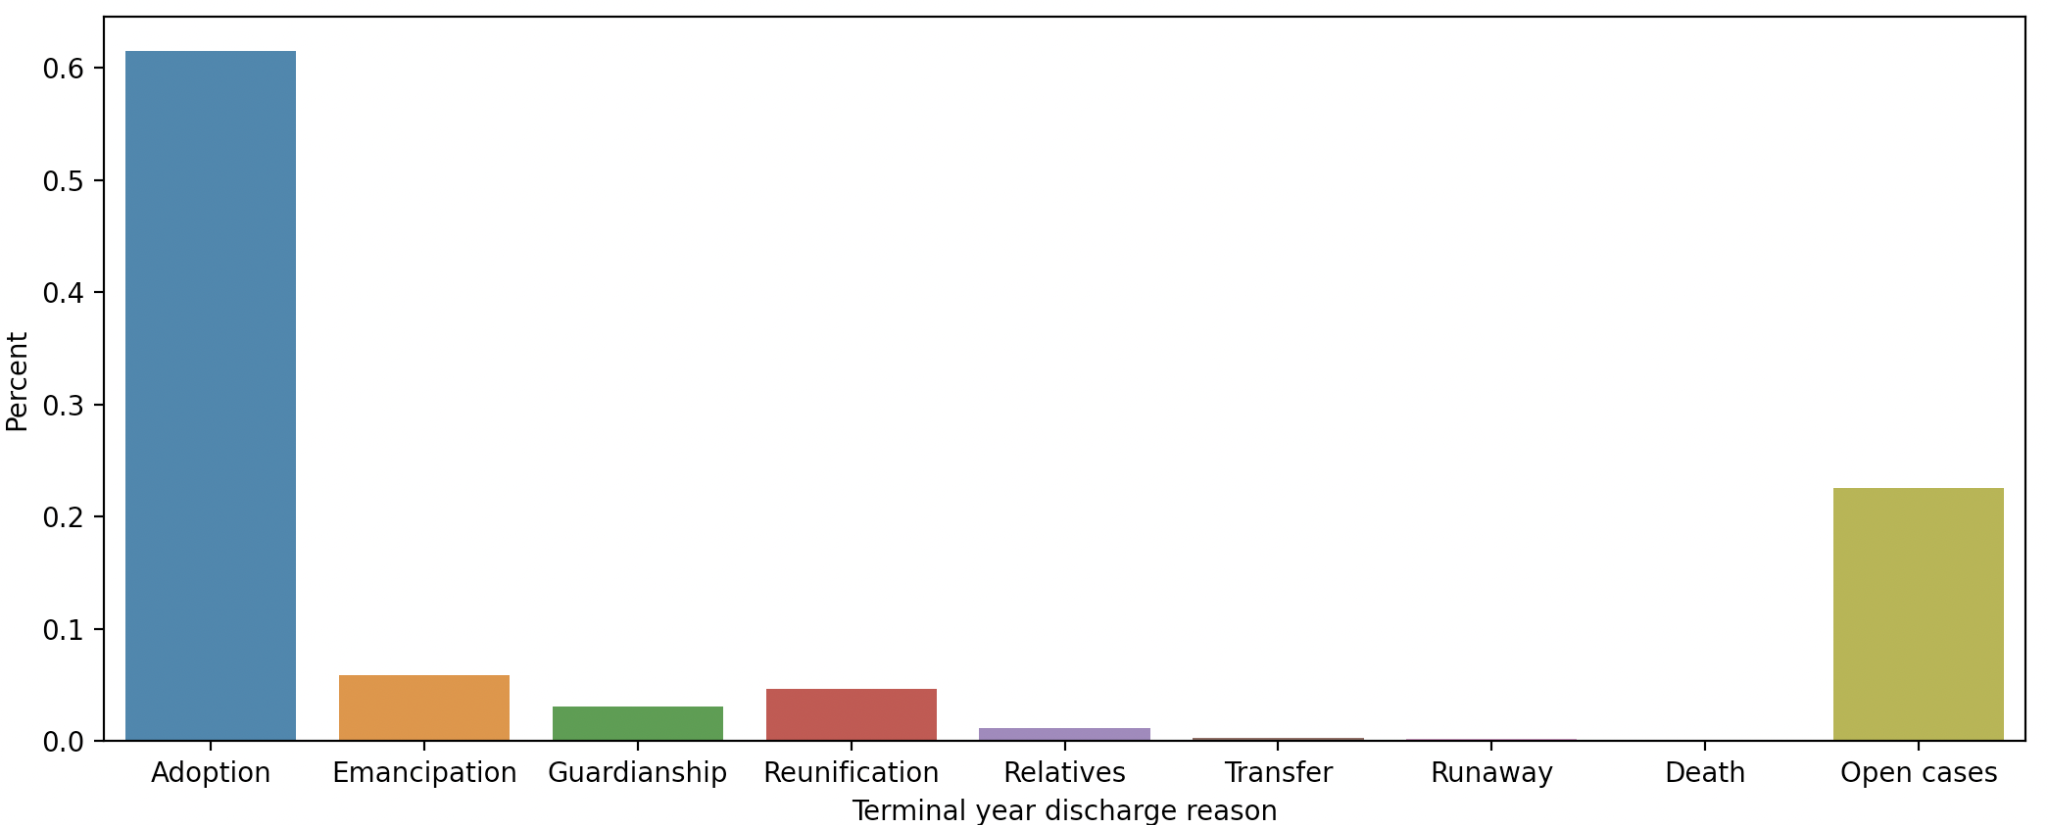 Percent
0.6
0.5
0.4
0.3
0.2
0.1
0.0
Adoption Emancipation Guardianship Reunification Relatives Transfer Runaway Death Open cases
Terminal year discharge reason